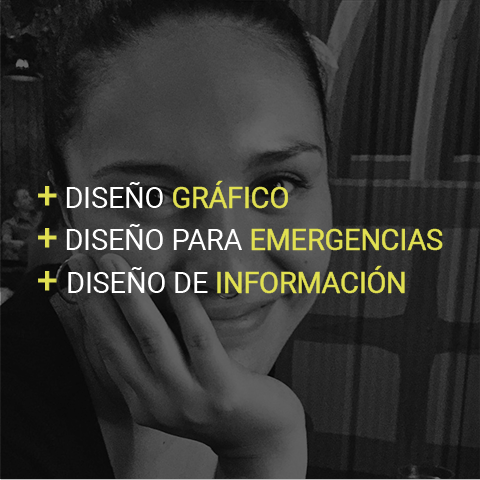 + DISEÑO GRÁFICO
+ DISEÑO PARA EMERGENCIAS
+ DISEÑO DE INFORMACIÓN